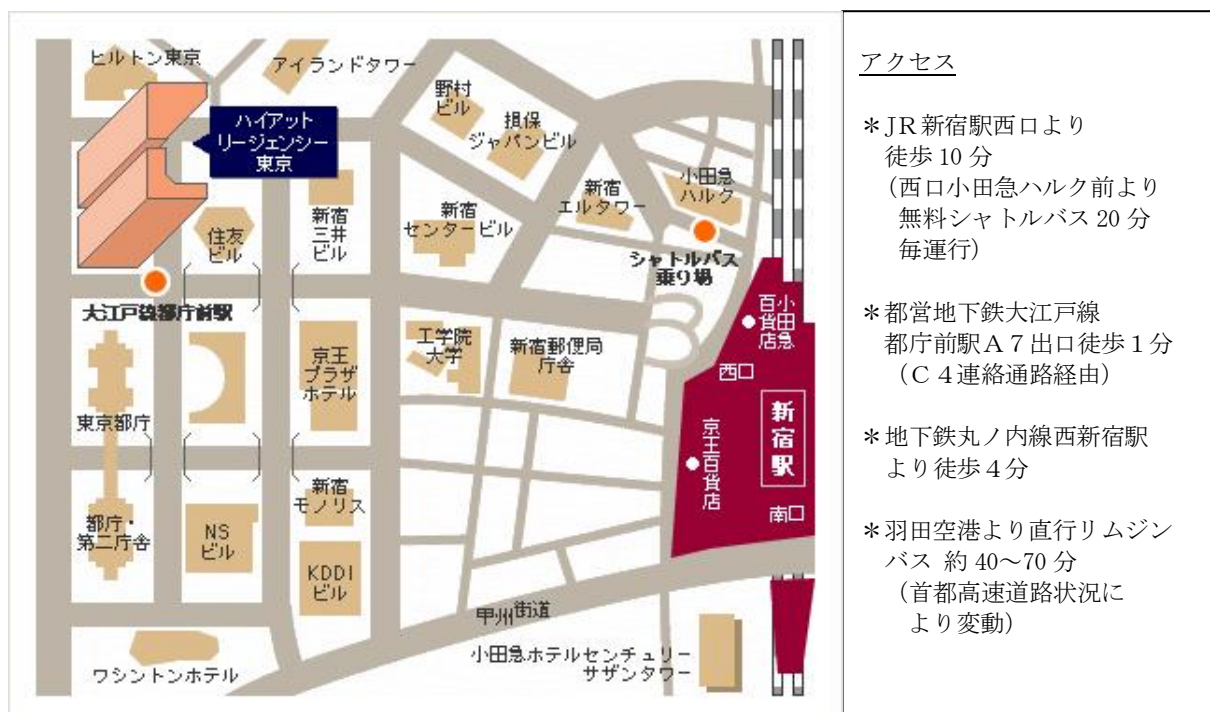 ヒルトン東京
アイランドタワー
野村
ビル
損保
ジャパンビル
ハイアット
リージェンシー
東京
小田急
ハルク
新宿
エルタワー
新宿
三井
ビル
新宿
センタービル
住友
ビル
シャトルバス
乗り場
大江戸線都庁前駅
小田急
百貨店
工学院
大学
新宿郵便局
庁舎
京王
プラザ
ホテル
西口
東京都庁
新宿駅
京王百貨店
新宿
モノリス
南口
都庁・
第二庁舎
NS
ビル
KDDI
ビル
甲州街道
小田急ホテルセンチュリー
サザンタワー
ワシントンホテル
アクセス
＊JR新宿駅西口より
徒歩10分
（西口小田急ハルク前より
無料シャトルバス20分
毎運行）
＊都営地下鉄大江戸線
都庁前駅A７出口徒歩１分
（C４連絡通路経由）
＊地下鉄丸ノ内線西新宿駅
より徒歩４分
＊羽田空港より直行リムジン
バス 約40～70分
（首都高速道路状況に
より変動）